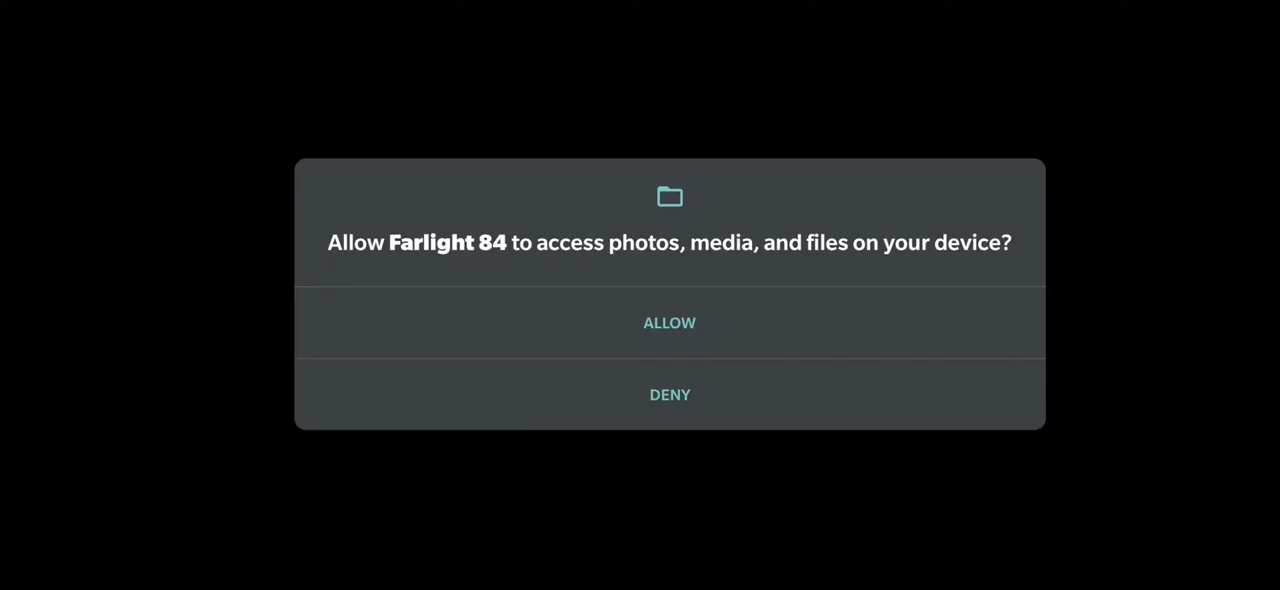 Allow Farlight 84 to access photos, media, and files on your device?
ALLOW
DENY